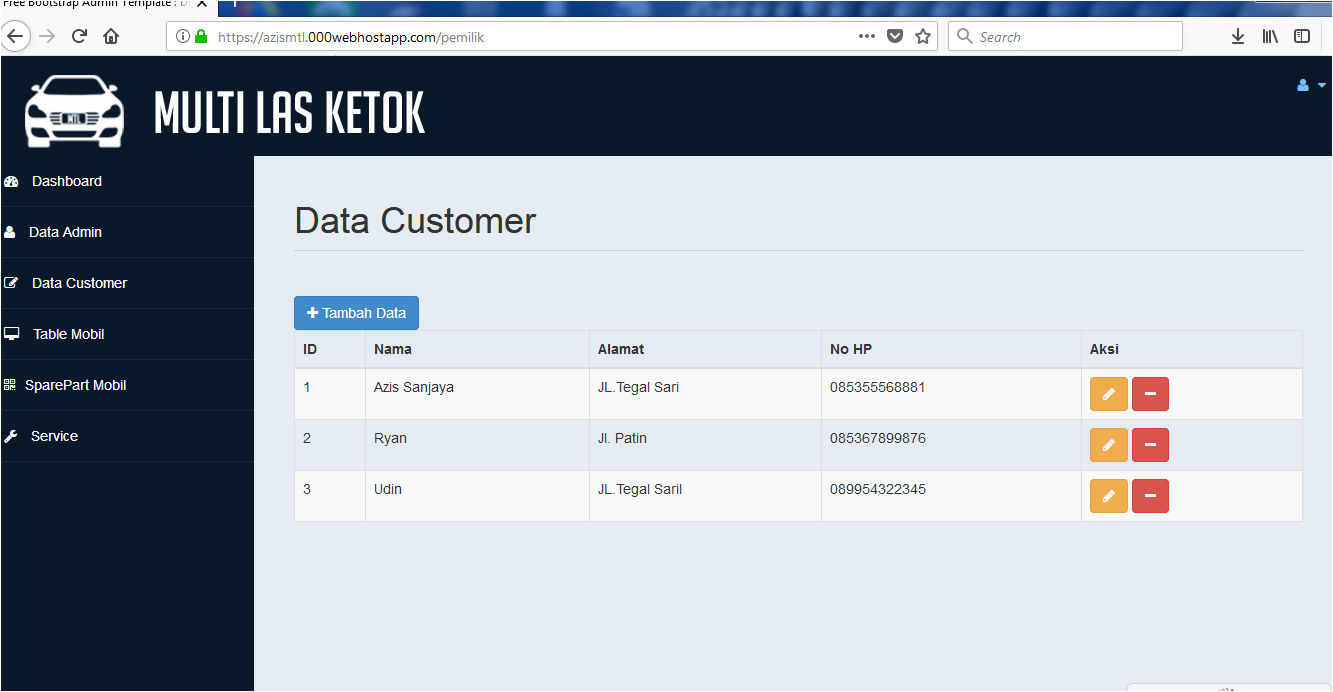 Free Bootstrap Admin Template :
https://azismtl.000webhostapp.com/pemilik
Search
MTL
MULTI LAS KETOK
Dashboard
Data Admin
Data Customer
Table Mobil
SparePart Mobil
Service
Data Customer
Tambah Data
ID Nama Alamat No HP Aksi
1 Azis Sanjaya JL.Tegal Sari 085355568881
2 Ryan Jl. Patin 085367899876
3 Udin JL.Tegal Saril 089954322345